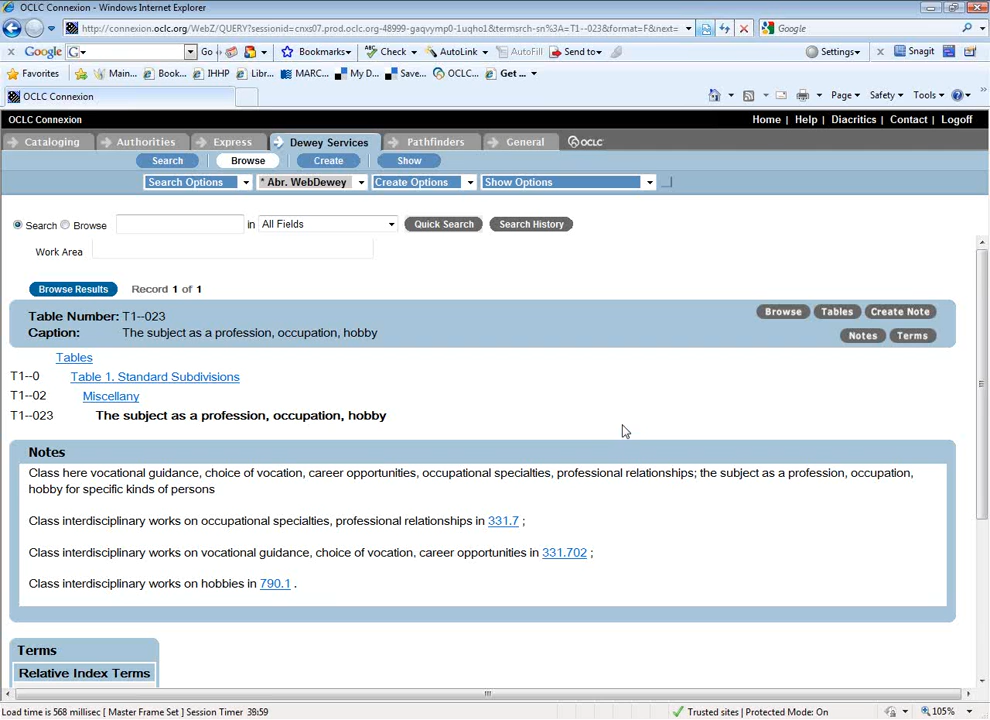 OCLC Connexion - Windows Internet Explorer
http://connexion.oclc.org/WebZ/QUERY?sessionid=cnxs07.prod.oclc.org-48999-gaqvymp0-1uqho1&termsrch-sn%3A=T1--023&format=F&next= Google
Google G Go Bookmarks Check AutoLink AutoFill Send to Settings Snagit
Favorites Main... Book... IHHP Libr... MARC... My D... Save... OCLC... Get ...
OCLC Connexion Page Safety Tools
OCLC Connexion Home | Help | Diacritics | Contact | Logoff
Cataloging Authorities Express Dewey Services Pathfinders General OCLC
Search Browse Create Show
Search Options * Abr. WebDewey Create Options Show Options
Search Browse in All Fields Quick Search Search History
Work Area
Browse Results Record 1 of 1
Table Number: T1--023 Browse Tables Create Note
Caption: The subject as a profession, occupation, hobby Notes Terms
Tables
T1--0 Table 1. Standard Subdivisions
T1--02 Miscellany
T1--023 The subject as a profession, occupation, hobby
Notes
Class here vocational guidance, choice of vocation, career opportunities, occupational specialties, professional relationships; the subject as a profession, occupation,
hobby for specific kinds of persons
Class interdisciplinary works on occupational specialties, professional relationships in 331.7 ;
Class interdisciplinary works on vocational guidance, choice of vocation, career opportunities in 331.702 ;
Class interdisciplinary works on hobbies in 790.1 .
Terms
Relative Index Terms
Load time is 568 millisec [ Master Frame Set ] Session Timer 38:59 Trusted sites | Protected Mode: On 105%